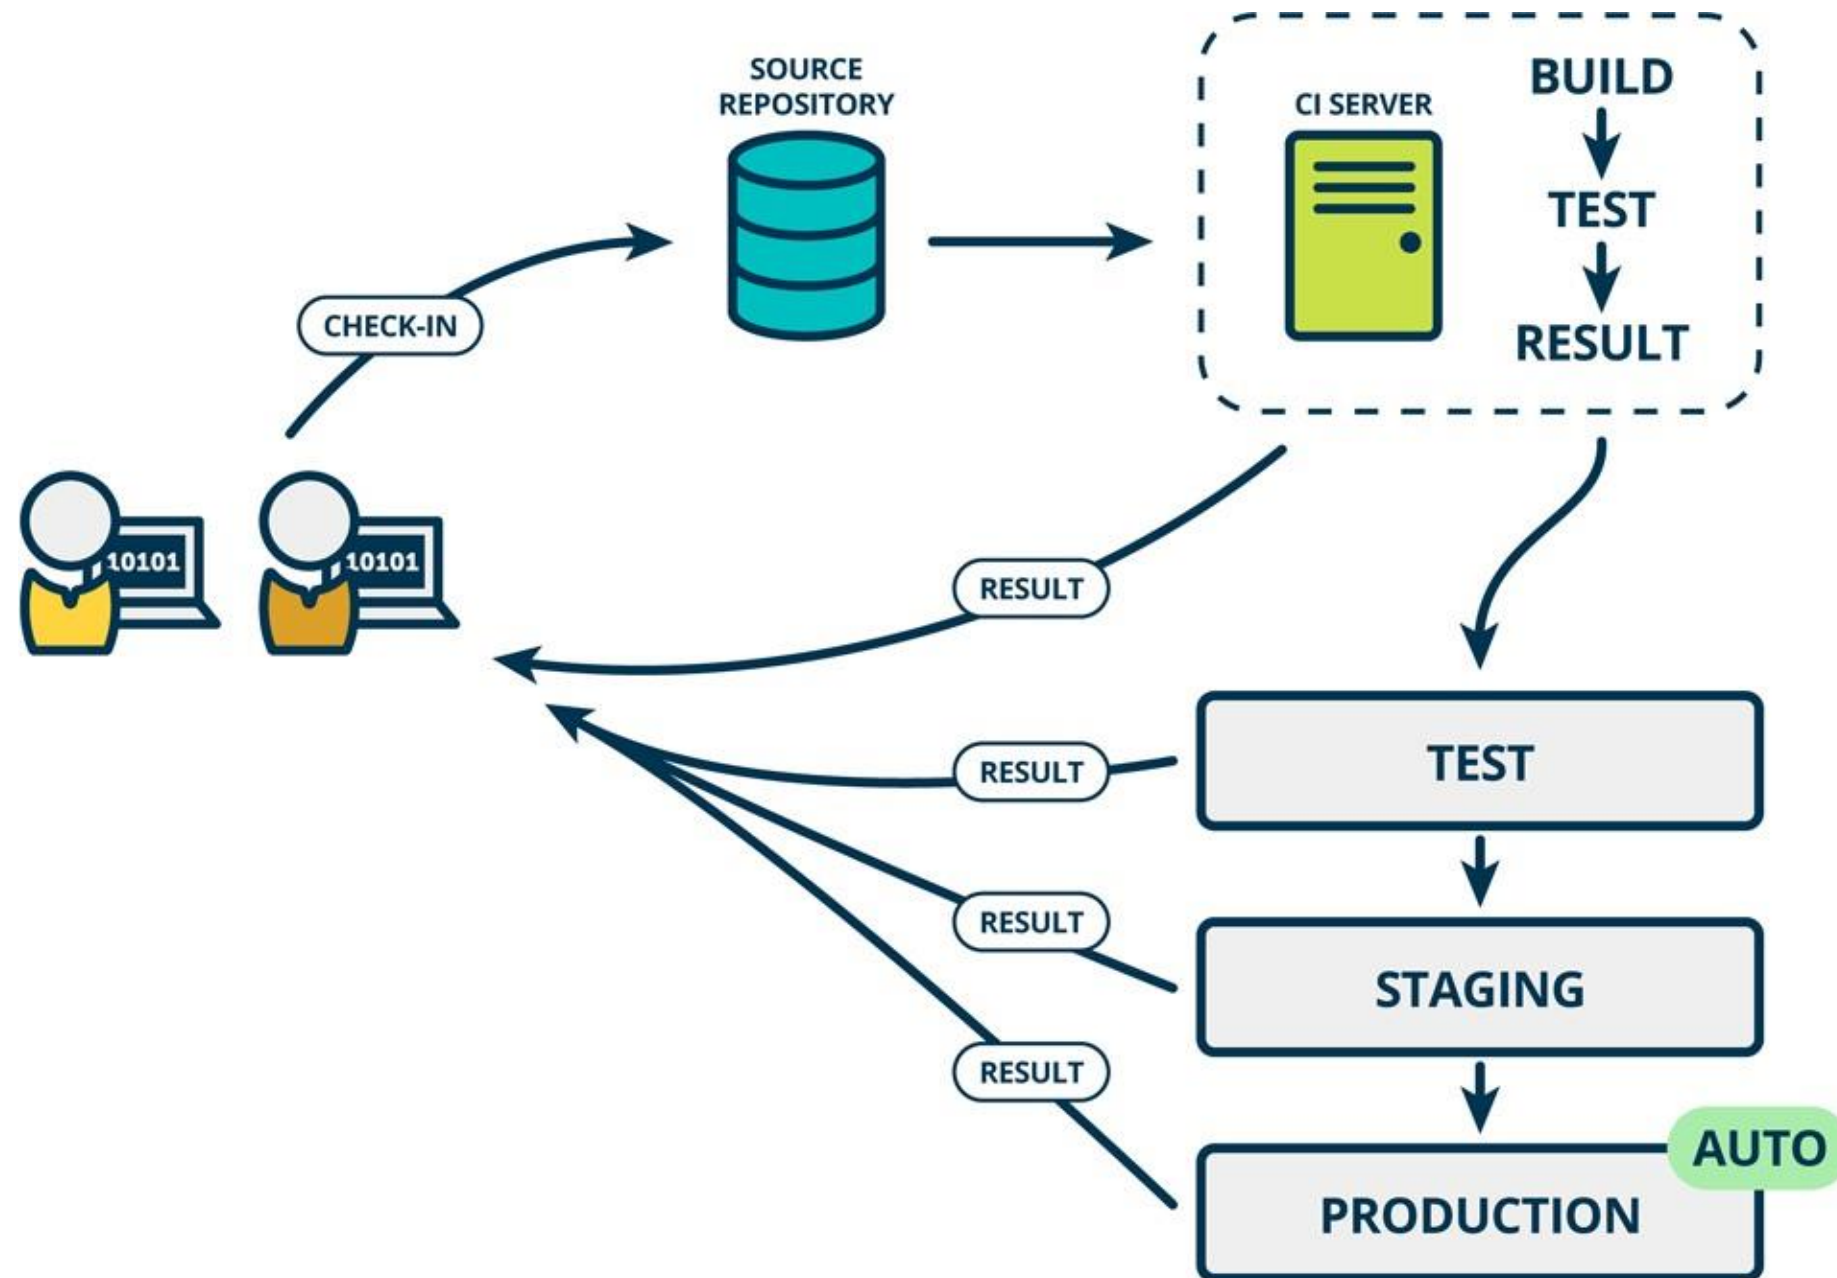 SOURCE
REPOSITORY
CI SERVER
BUILD
TEST
RESULT
CHECK-IN
10101
10101
RESULT
RESULT
TEST
RESULT
STAGING
RESULT
AUTO
PRODUCTION